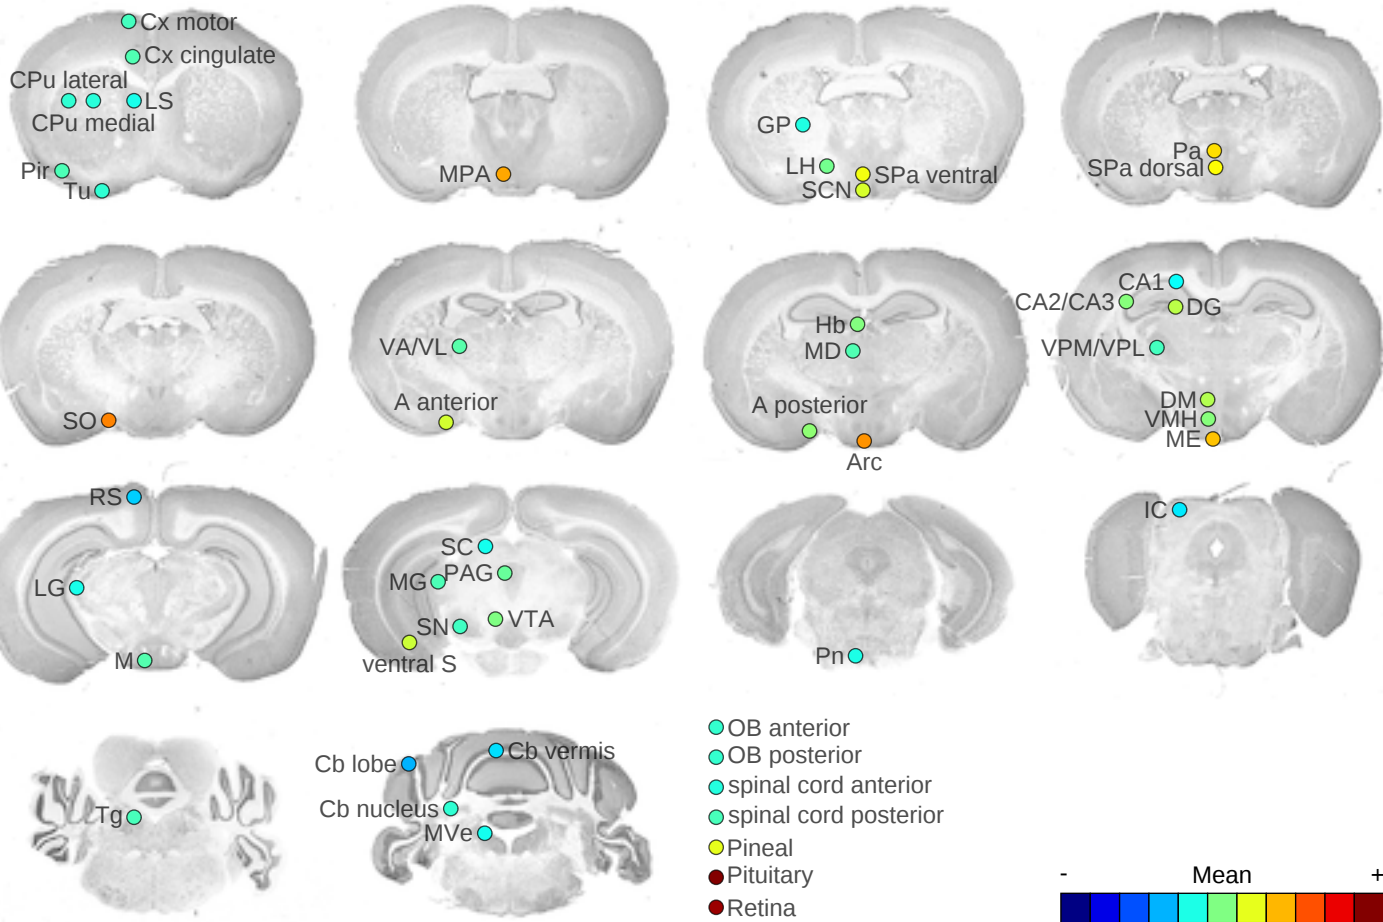 Cx motor
Cx cingulate
CPu lateral
LS
CPu medial
Pir
Tu
MPA
GP
LH
SPa ventral
SCN
Pa
SPa dorsal
SO
VA/VL
A anterior
Hb
MD
A posterior
Arc
CA1
CA2/CA3
DG
VPM/VPL
DM
VMH
ME
RS
LG
M
SC
MG
PAG
SN
VTA
ventral S
Pn
IC
Tg
Cb lobe
Cb vermis
Cb nucleus
MVe
OB anterior
OB posterior
spinal cord anterior
spinal cord posterior
Pineal
Pituitary
Retina
- Mean +